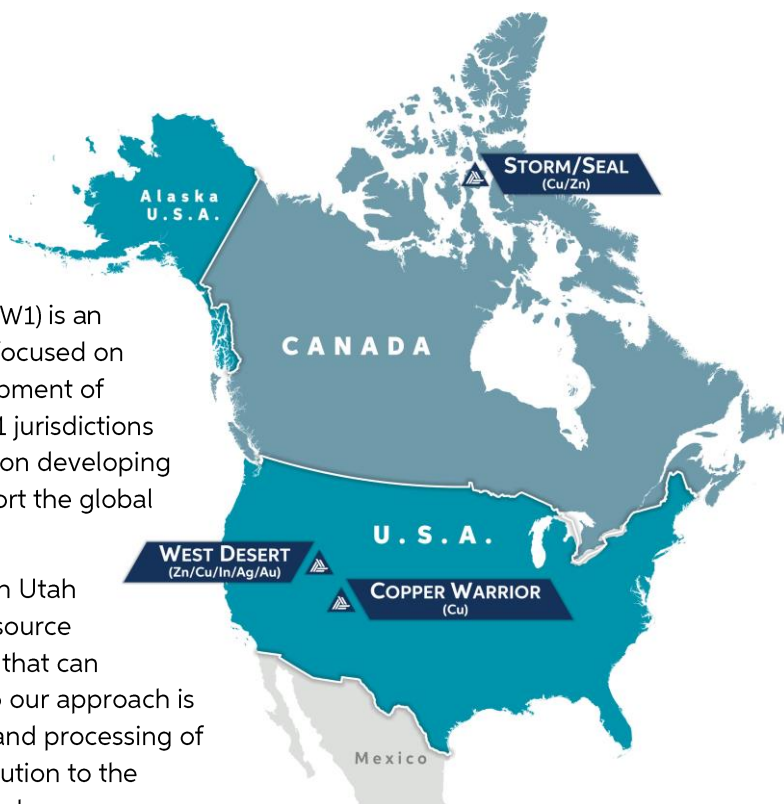 Alaska
U.S.A.
STORM/SEAL
(Cu/Zn)
W1) is an
focused on
pment of
1 jurisdictions
on developing
ort the global
CANADA
U.S.A.
WEST DESERT
(Zn/Cu/In/Ag/Au)
COPPER WARRIOR
(Cu)
n Utah
source
that can
our approach is
and processing of
ution to the
Mexico